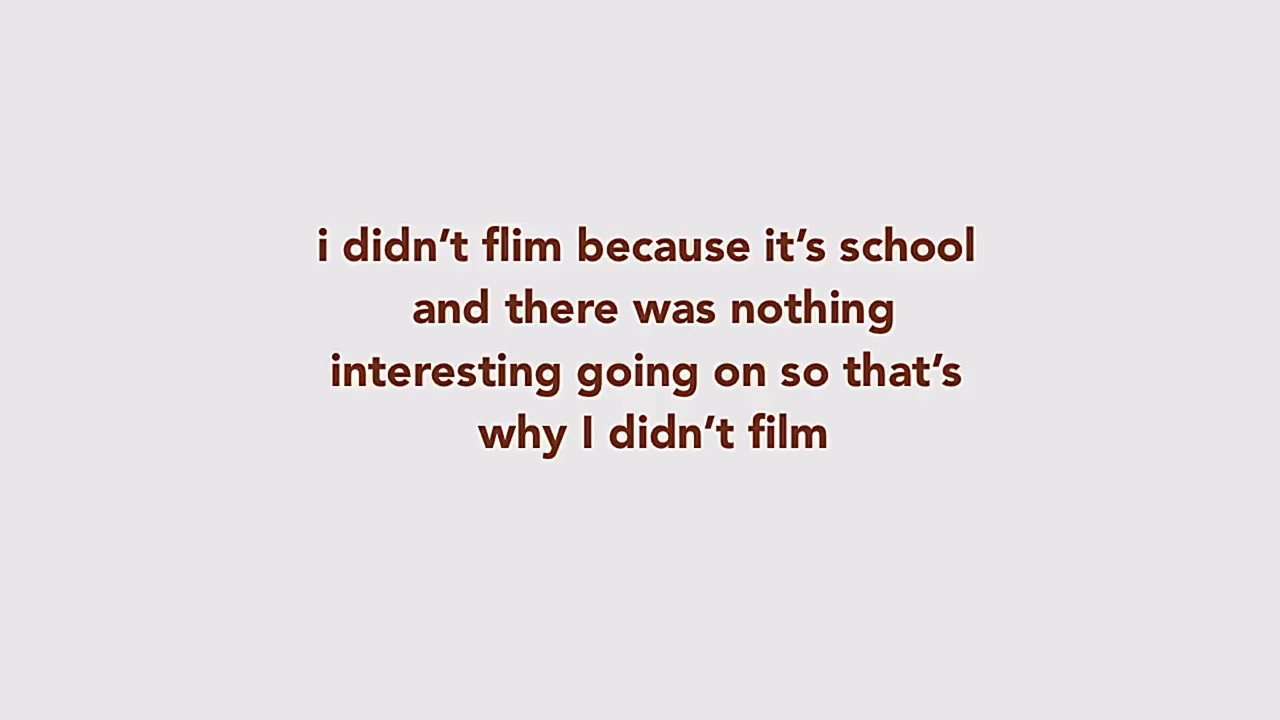 i didn’t flim because it’s school
and there was nothing
interesting going on so that’s
why I didn’t film